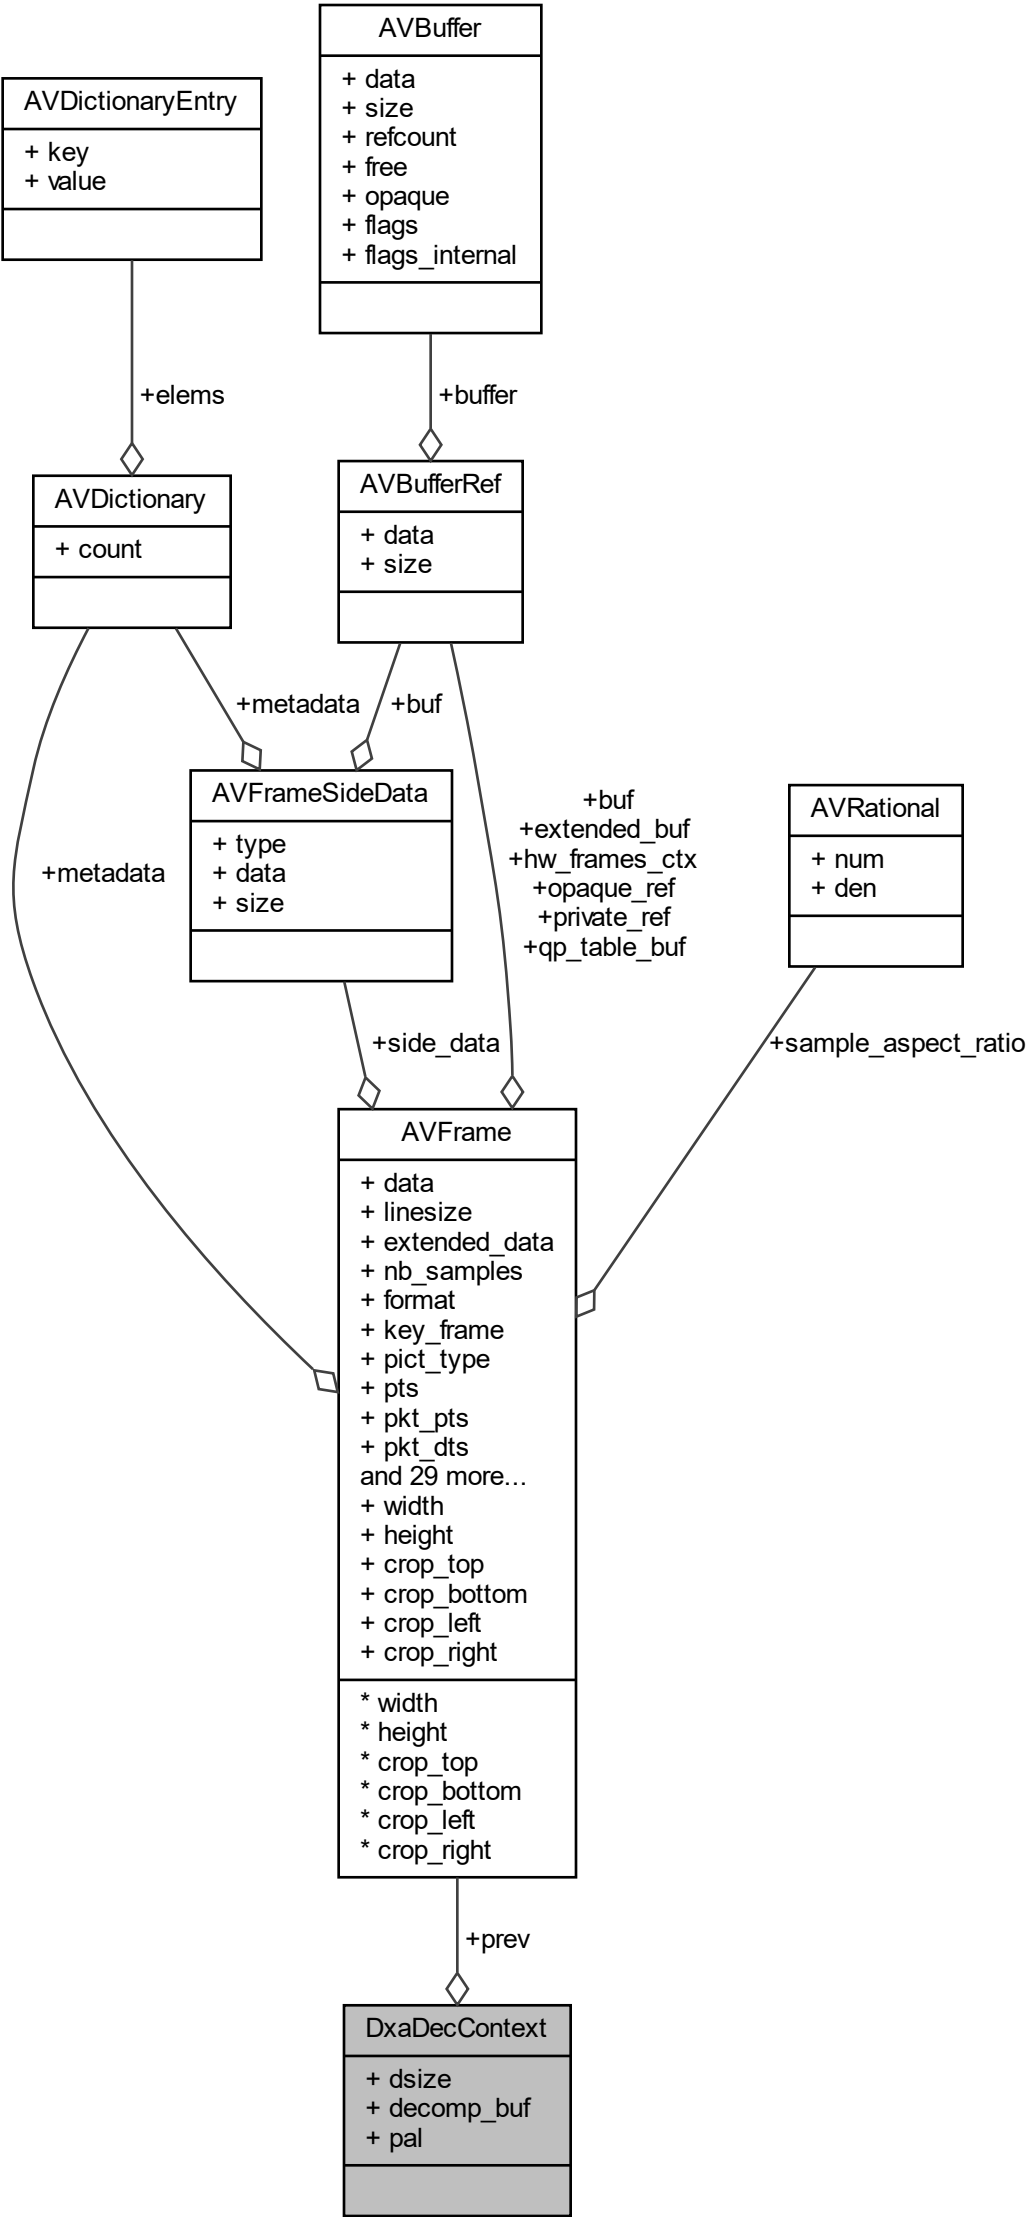 AVBuffer
+ data
+ size
+ refcount
+ free
+ opaque
+ flags
+ flags_internal
AVDictionaryEntry
+ key
+ value
+elems
+buffer
AVDictionary
+ count
AVBufferRef
+ data
+ size
+metadata
+buf
AVFrameSideData
+ type
+ data
+ size
+metadata
+buf
+extended_buf
+hw_frames_ctx
+opaque_ref
+private_ref
+qp_table_buf
AVRational
+ num
+ den
+side_data
+sample_aspect_ratio
AVFrame
+ data
+ linesize
+ extended_data
+ nb_samples
+ format
+ key_frame
+ pict_type
+ pts
+ pkt_pts
+ pkt_dts
and 29 more...
+ width
+ height
+ crop_top
+ crop_bottom
+ crop_left
+ crop_right
* width
* height
* crop_top
* crop_bottom
* crop_left
* crop_right
+prev
DxaDecContext
+ dsize
+ decomp_buf
+ pal